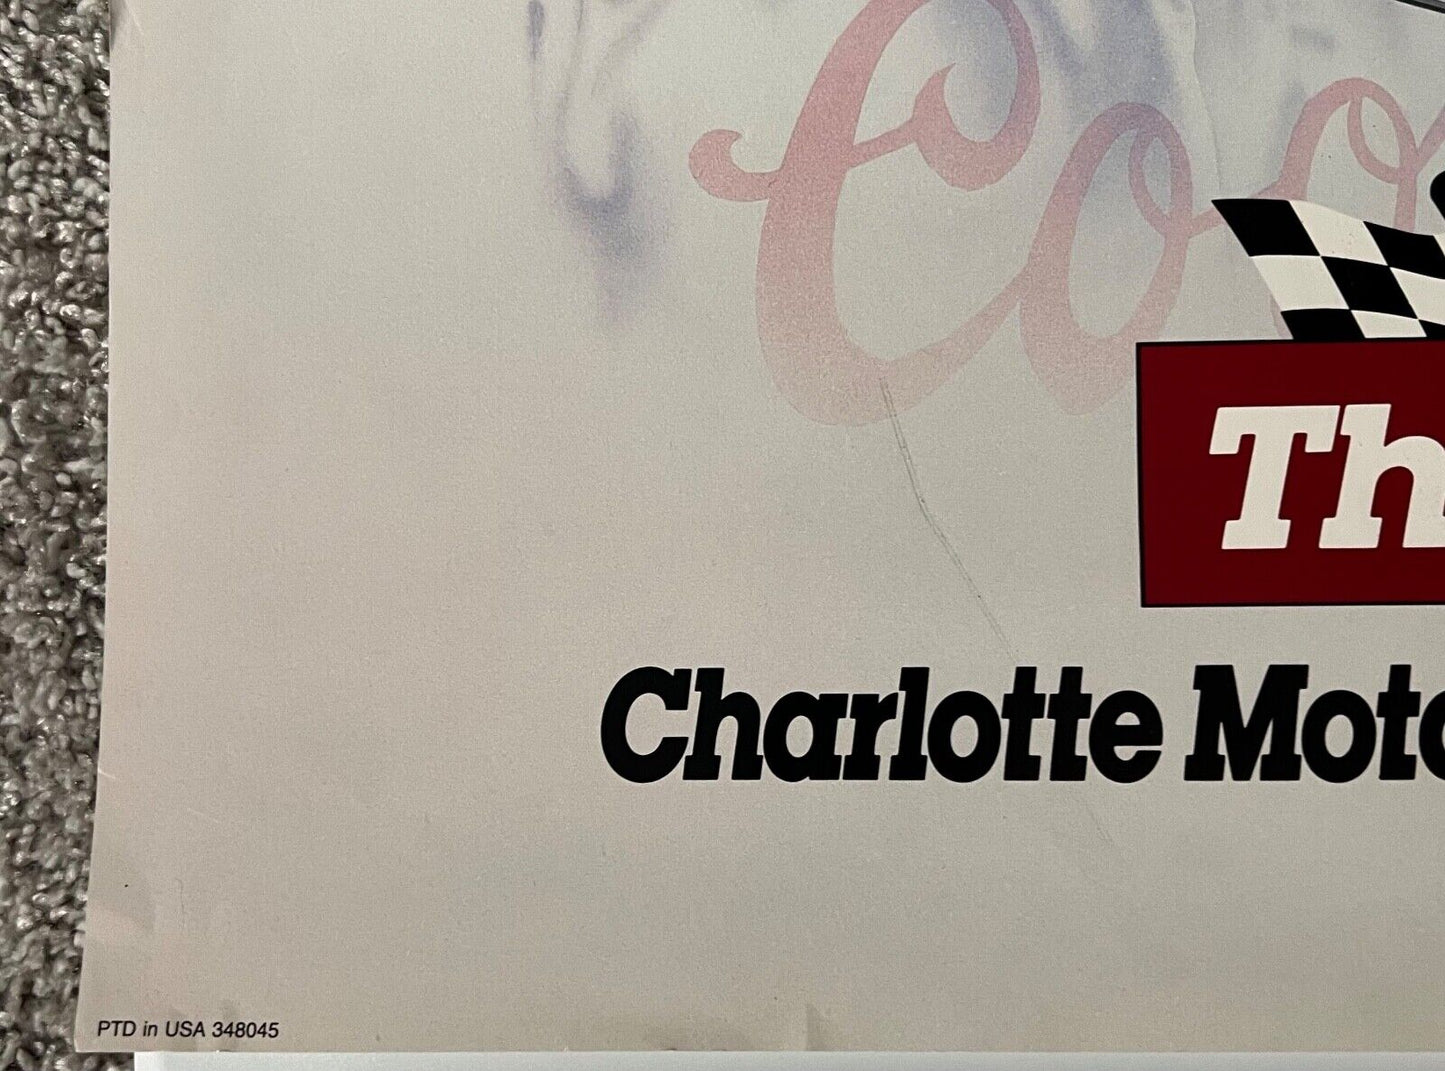 Coo
Th
Charlotte Moto
PTD in USA 348045